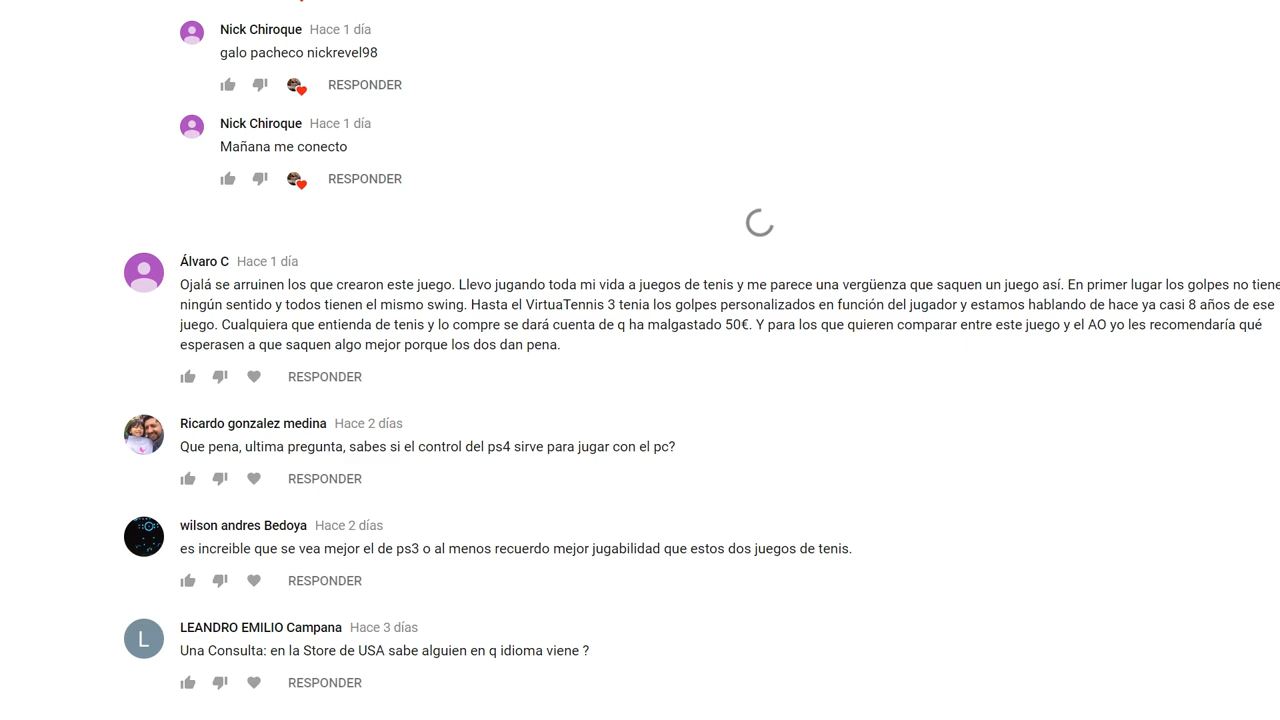 Nick Chiroque Hace 1 día
galo pacheco nickrevel98
RESPONDER
Nick Chiroque Hace 1 día
Mañana me conecto
RESPONDER
Álvaro C Hace 1 día
Ojalá se arruinen los que crearon este juego. Llevo jugando toda mi vida a juegos de tenis y me parece una vergüenza que saquen un juego así. En primer lugar los golpes no tiene
ningún sentido y todos tienen el mismo swing. Hasta el VirtuaTennis 3 tenia los golpes personalizados en función del jugador y estamos hablando de hace ya casi 8 años de ese
juego. Cualquiera que entienda de tenis y lo compre se dará cuenta de q ha malgastado 50€. Y para los que quieren comparar entre este juego y el AO yo les recomendaría qué
esperasen a que saquen algo mejor porque los dos dan pena.
RESPONDER
Ricardo gonzalez medina Hace 2 días
Que pena, ultima pregunta, sabes si el control del ps4 sirve para jugar con el pc?
RESPONDER
wilson andres Bedoya Hace 2 días
es increible que se vea mejor el de ps3 o al menos recuerdo mejor jugabilidad que estos dos juegos de tenis.
RESPONDER
L
LEANDRO EMILIO Campana Hace 3 días
Una Consulta: en la Store de USA sabe alguien en q idioma viene ?
RESPONDER